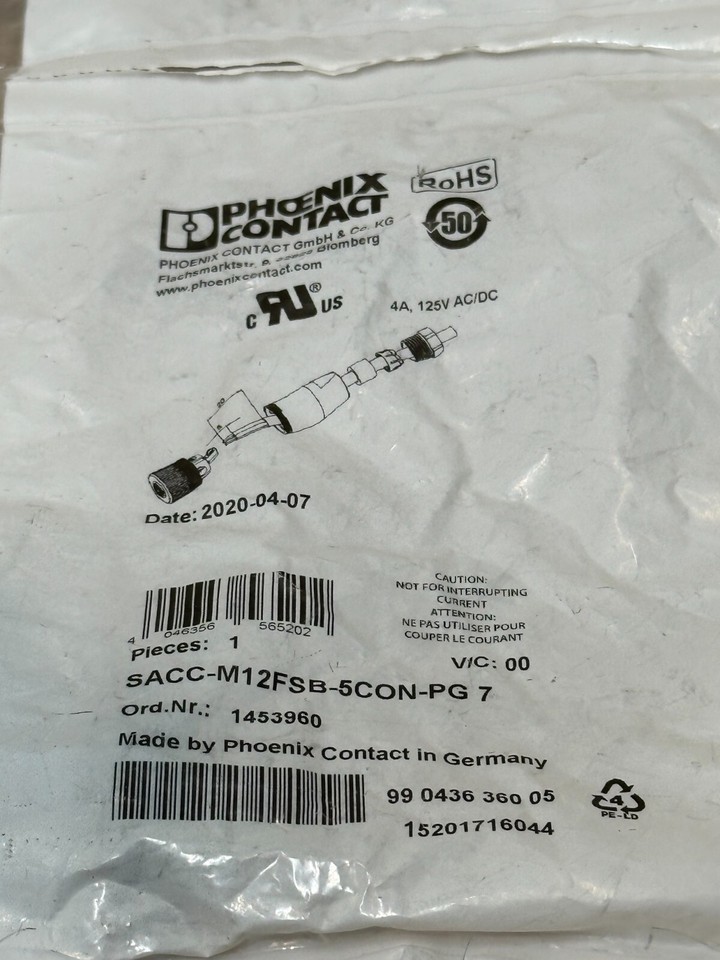 PHOENIX
CONTACT
RoHS
50
PHOENIX CONTACT GmbH & Co. KG
Flachsmarktstr. Blomberg
www.phoenixcontact.com
C US ®
4A, 125V AC/DC
20
Date: 2020-04-07
4 046356 565202
CAUTION:
NOT FOR INTERRUPTING
CURRENT
ATTENTION:
NE PAS UTILISER POUR
COUPER LE COURANT
Pieces: 1
V/C: 00
SACC-M12FSB-5CON-PG 7
Ord.Nr.: 1453960
Made by Phoenix Contact in Germany
99 0436 360 05
15201716044
4
PE-LD